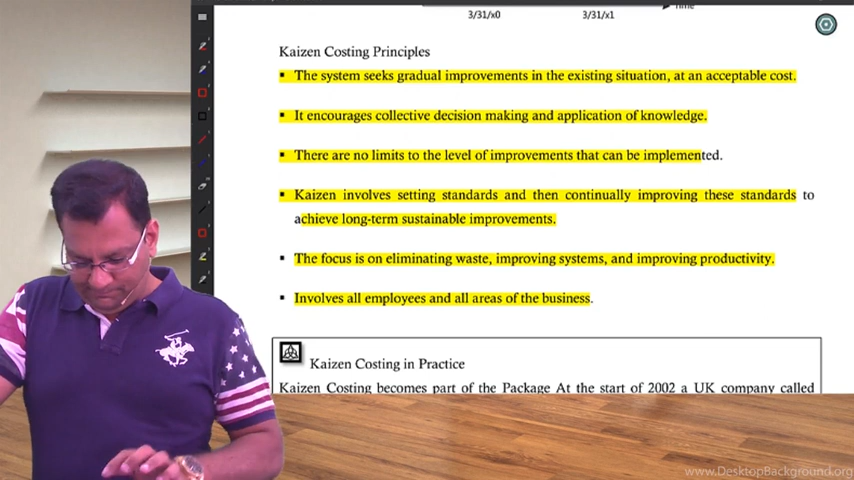 Time
3/31/x0 3/31/x1
Kaizen Costing Principles
▪ The system seeks gradual improvements in the existing situation, at an acceptable cost.
▪ It encourages collective decision making and application of knowledge.
▪ There are no limits to the level of improvements that can be implemented.
▪ Kaizen involves setting standards and then continually improving these standards to
achieve long-term sustainable improvements.
▪ The focus is on eliminating waste, improving systems, and improving productivity.
▪ Involves all employees and all areas of the business.
Kaizen Costing in Practice
Kaizen Costing becomes part of the Package At the start of 2002 a UK company called
www.DesktopBackground.org